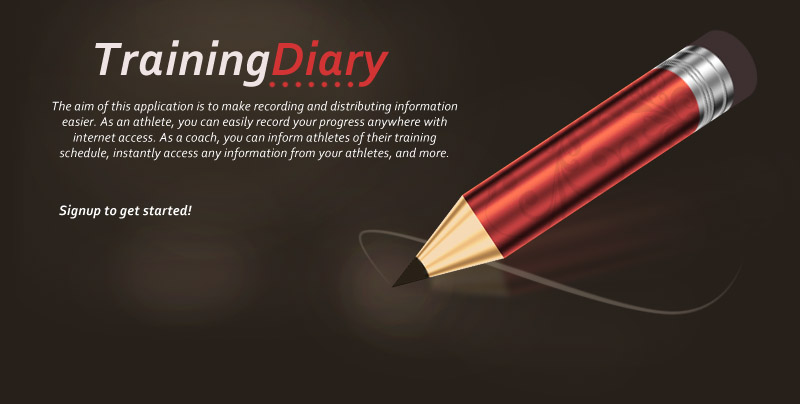 TrainingDiary
The aim of this application is to make recording and distributing information
easier. As an athlete, you can easily record your progress anywhere with
internet access. As a coach, you can inform athletes of their training
schedule, instantly access any information from your athletes, and more.
Signup to get started!